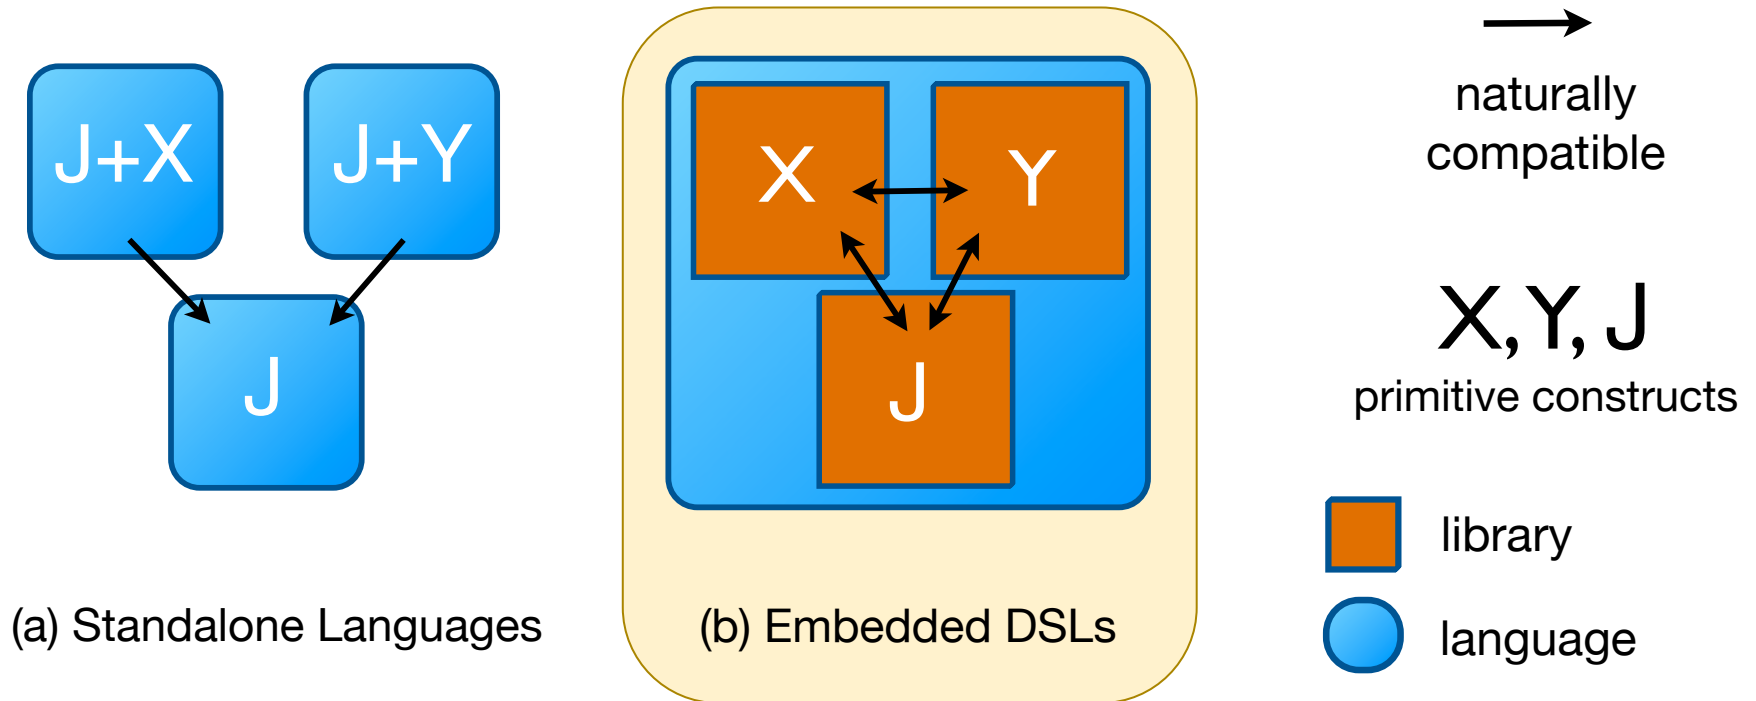 J+X
J+Y
J
(a) Standalone Languages
X
Y
J
(b) Embedded DSLs
naturally
compatible
X, Y, J
primitive constructs
library
language